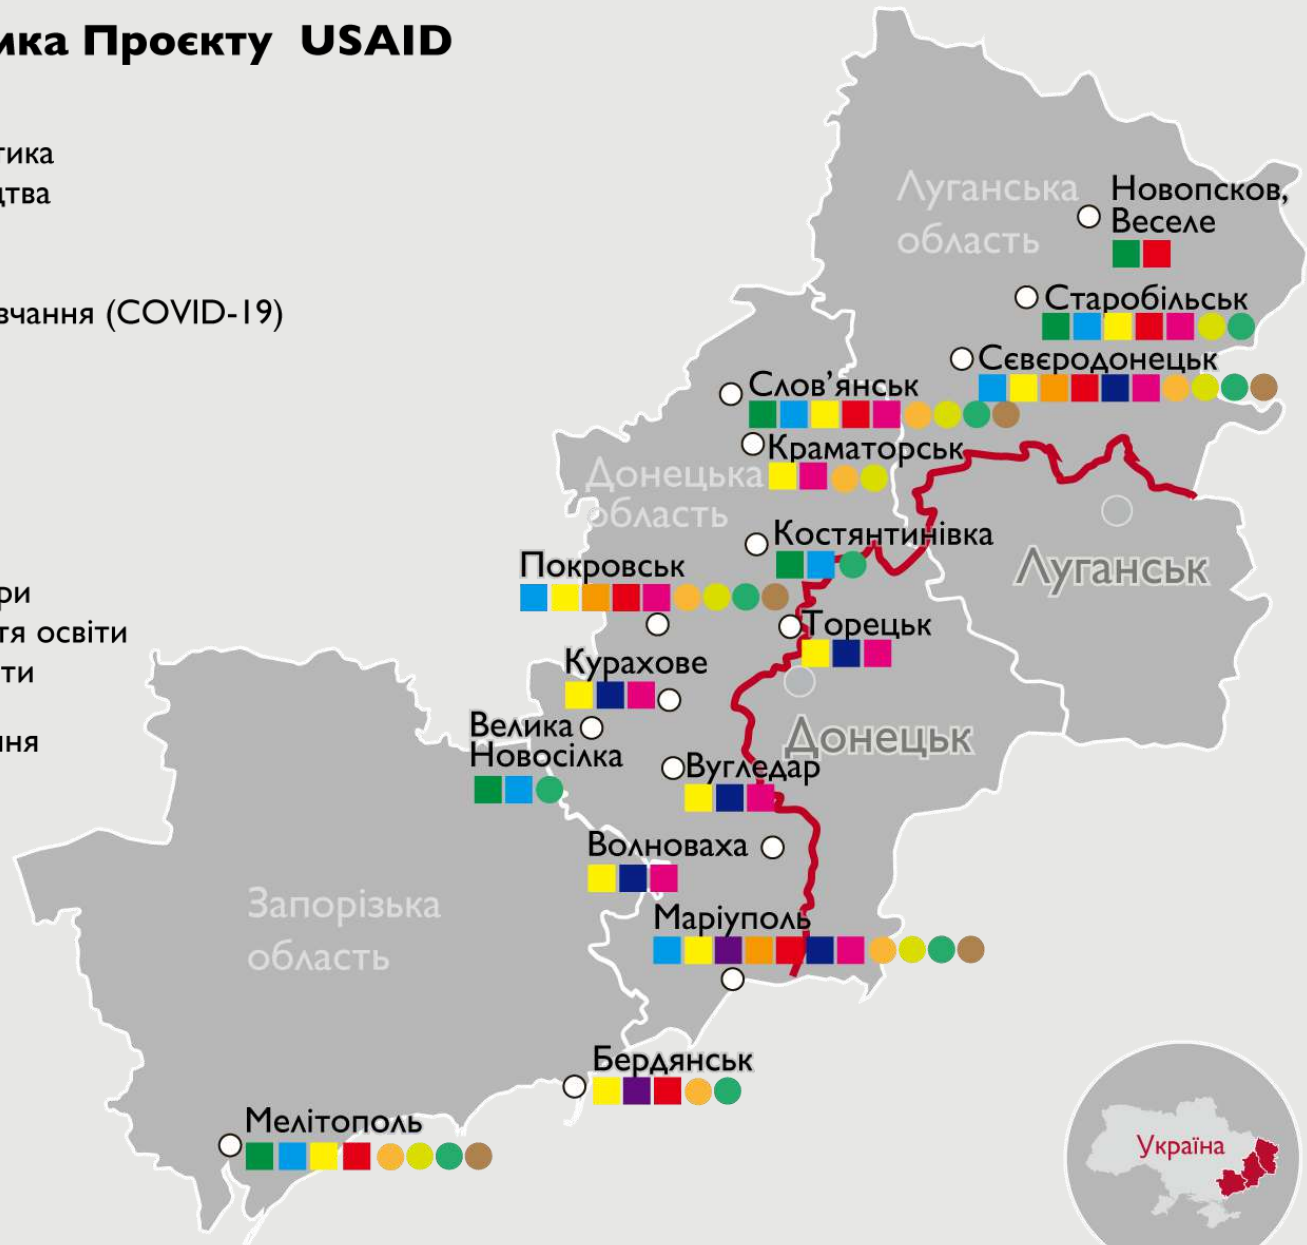 ика Проєкту USAID
тика
цтва
вчання (COVID-19)
ри
тя освіти
ти
ня
Луганська
область
Новопсков,
Веселе
Старобільськ
Сєвєродонецьк
Слов’янськ
Краматорськ
Донецька
область
Костянтинівка
Покровськ
Луганськ
Торецьк
Курахове
Велика
Новосілка
Донецьк
Вугледар
Волноваха
Запорізька
область
Маріуполь
Бердянськ
Мелітополь
Україна